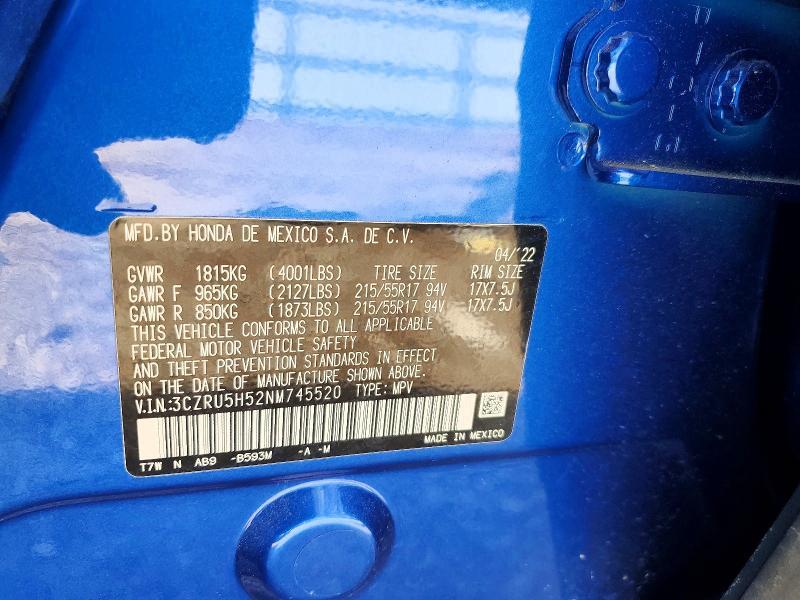 MFD.BY HONDA DE MEXICO S.A. DE C.V.
04/'22
GVWR 1815KG (4001LBS) TIRE SIZE RIM SIZE
GAWR F 965KG (2127LBS) 215/55R17 94V 17X7.5J
GAWR R 850KG (1873LBS) 215/55R17 94V 17X7.5J
THIS VEHICLE CONFORMS TO ALL APPLICABLE
FEDERAL MOTOR VEHICLE SAFETY
AND THEFT PREVENTION STANDARDS IN EFFECT
ON THE DATE OF MANUFACTURE SHOWN ABOVE.
V.I.N.:3CZRU5H52NM745520 TYPE: MPV
MADE IN MEXICO
T7W N AB9 -B593M -A -M